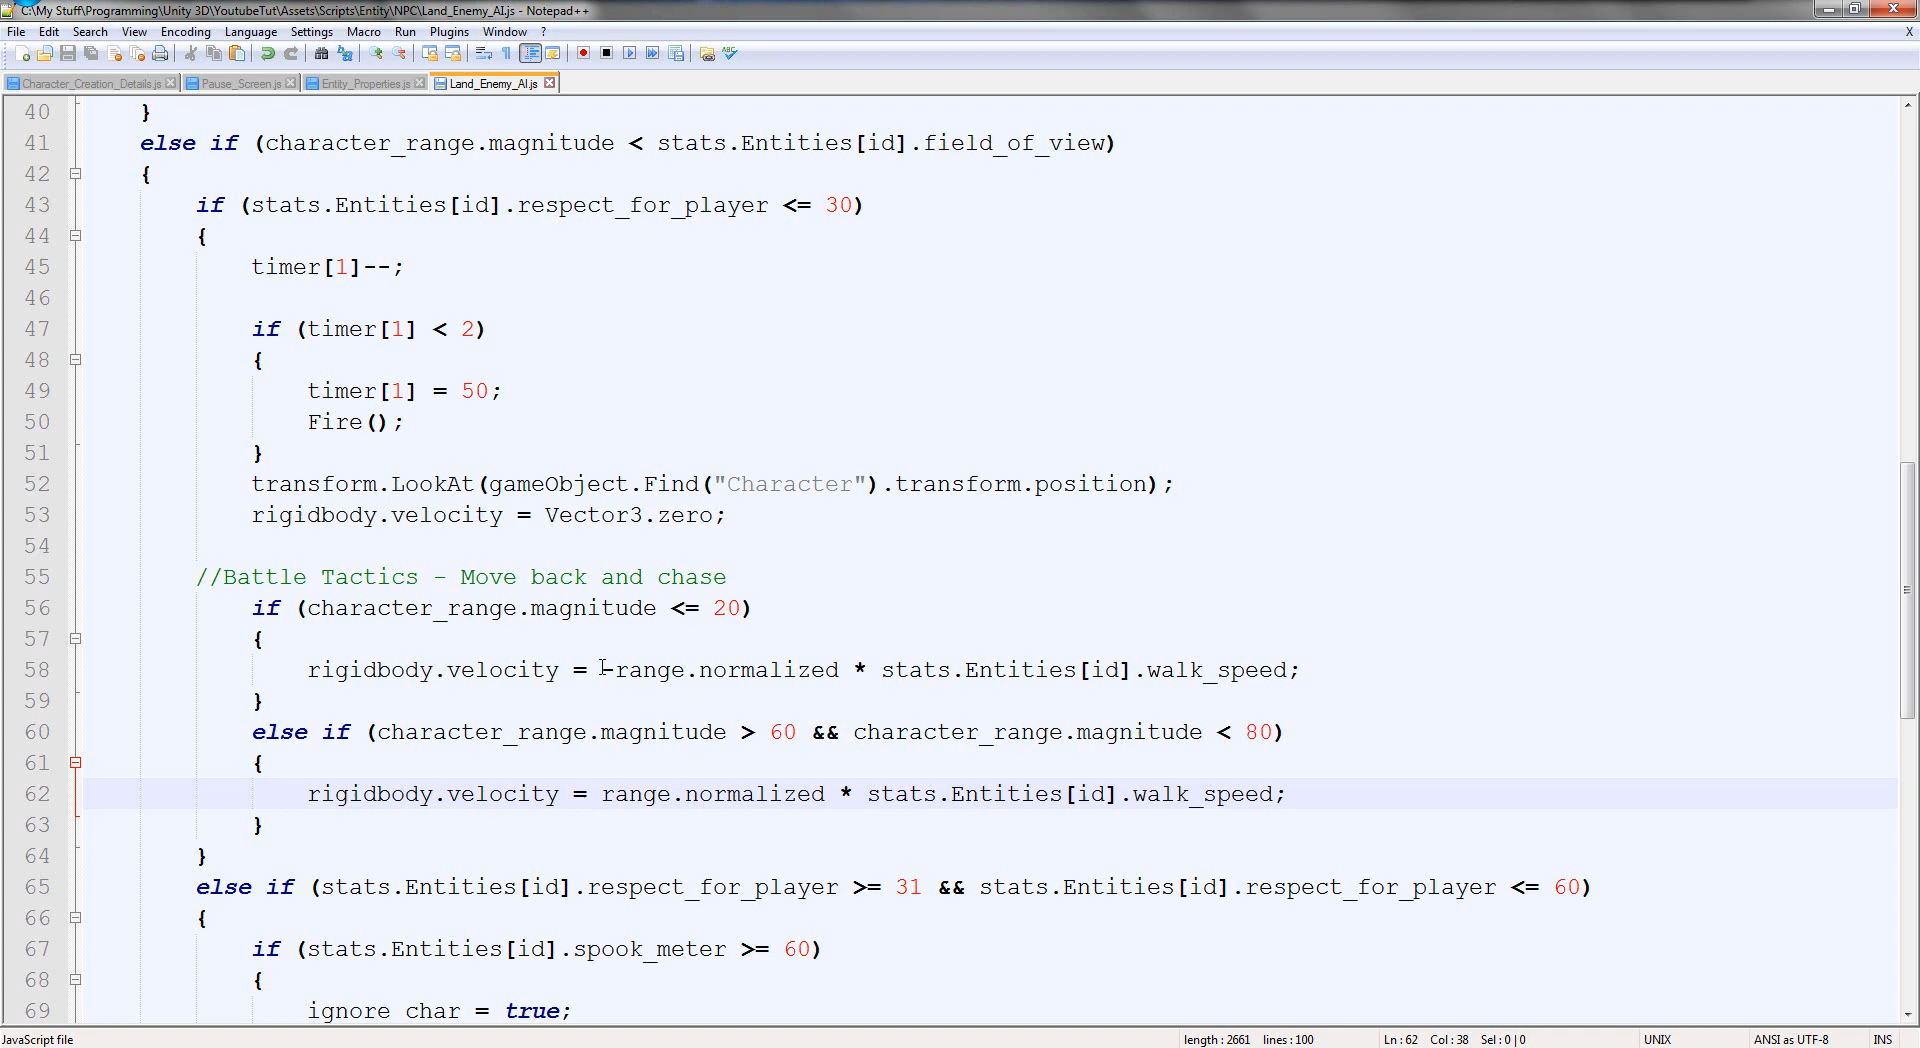 C:\My Stuff\Programming\Unity 3D\YoutubeTut\Assets\Scripts\Entity\NPC\Land_Enemy_AI.js - Notepad++
File Edit Search View Encoding Language Settings Macro Run Plugins Window ? X
Character_Creation_Details.js Pause_Screen.js Entity_Properties.js Land_Enemy_AI.js
40 }
41 else if (character_range.magnitude < stats.Entities[id].field_of_view)
42 {
43 if (stats.Entities[id].respect_for_player <= 30)
44 {
45 timer[1]--;
46
47 if (timer[1] < 2)
48 {
49 timer[1] = 50;
50 Fire();
51 }
52 transform.LookAt(gameObject.Find("Character").transform.position);
53 rigidbody.velocity = Vector3.zero;
54
55 //Battle Tactics - Move back and chase
56 if (character_range.magnitude <= 20)
57 {
58 rigidbody.velocity = -range.normalized * stats.Entities[id].walk_speed;
59 }
60 else if (character_range.magnitude > 60 && character_range.magnitude < 80)
61 {
62 rigidbody.velocity = range.normalized * stats.Entities[id].walk_speed;
63 }
64 }
65 else if (stats.Entities[id].respect_for_player >= 31 && stats.Entities[id].respect_for_player <= 60)
66 {
67 if (stats.Entities[id].spook_meter >= 60)
68 {
69 ignore_char = true;
JavaScript file length : 2661 lines : 100 Ln : 62 Col : 38 Sel : 0 | 0 UNIX ANSI as UTF-8 INS